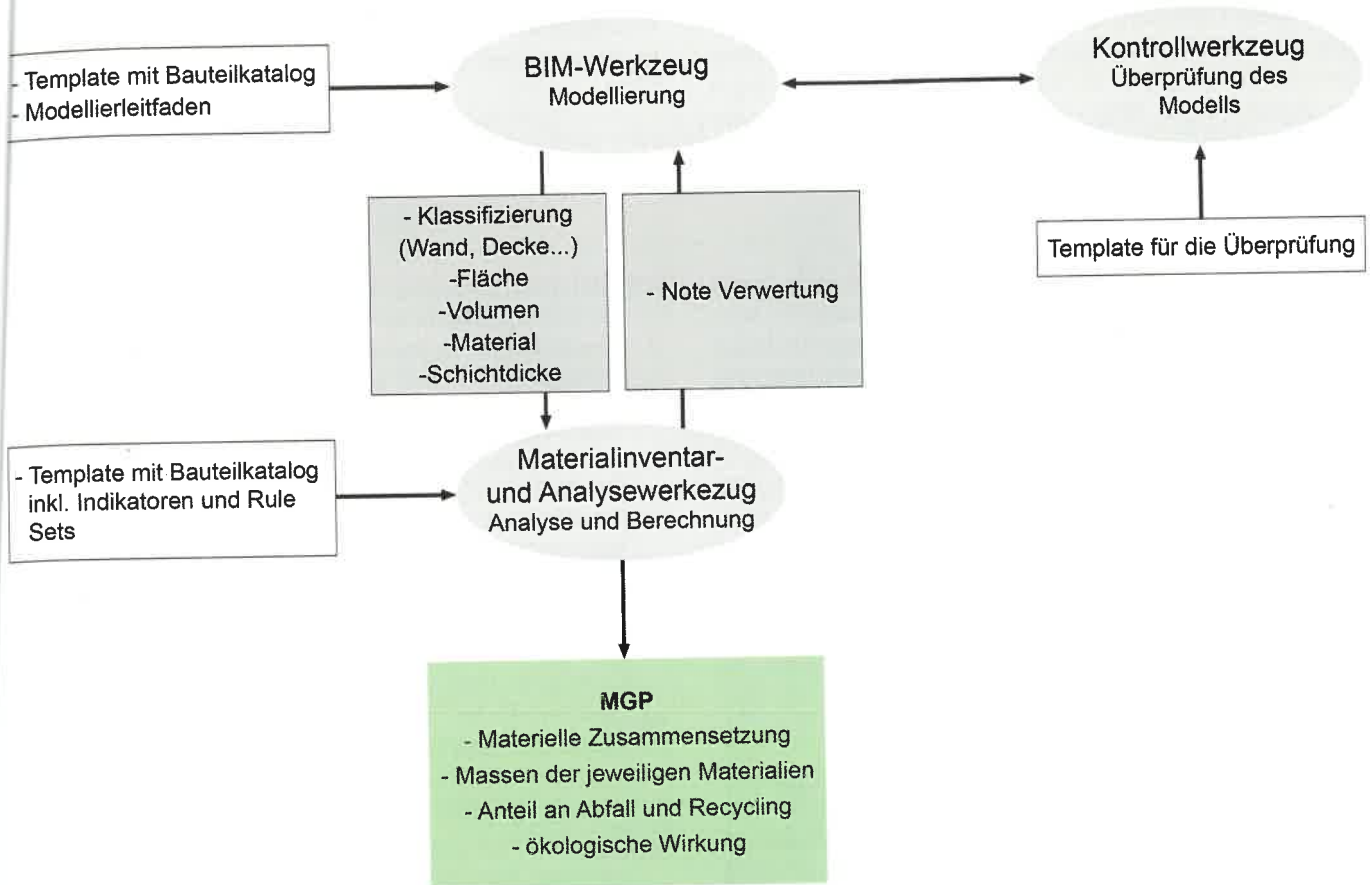 - Template mit Bauteilkatalog
- Modellierleitfaden
BIM-Werkzeug
Modellierung
Kontrollwerkzeug
Überprüfung des
Modells
- Klassifizierung
(Wand, Decke...)
-Fläche
-Volumen
-Material
-Schichtdicke
- Note Verwertung
Template für die Überprüfung
- Template mit Bauteilkatalog
inkl. Indikatoren und Rule
Sets
Materialinventar-
und Analysewerkezug
Analyse und Berechnung
MGP
- Materielle Zusammensetzung
- Massen der jeweiligen Materialien
- Anteil an Abfall und Recycling
- ökologische Wirkung